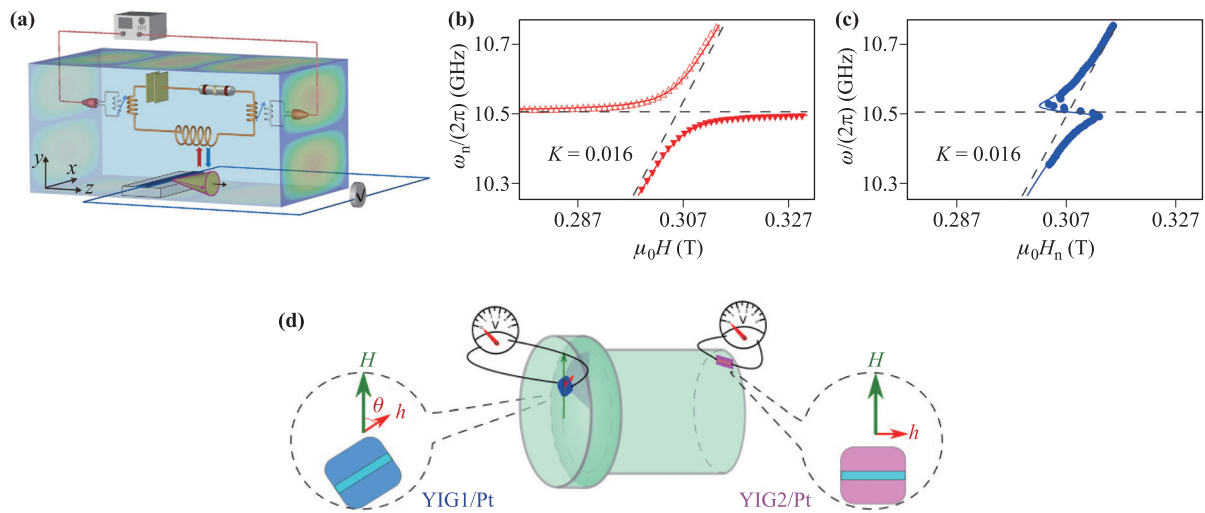 (a)
y
x
z
V
(b)
ωn/(2π) (GHz)
10.7
10.5
10.3
K = 0.016
0.287
0.307
0.327
μ0H (T)
(c)
ω/(2π) (GHz)
10.7
10.5
10.3
K = 0.016
0.287
0.307
0.327
μ0Hn (T)
(d)
V
V
H
θ
h
YIG1/Pt
H
h
YIG2/Pt